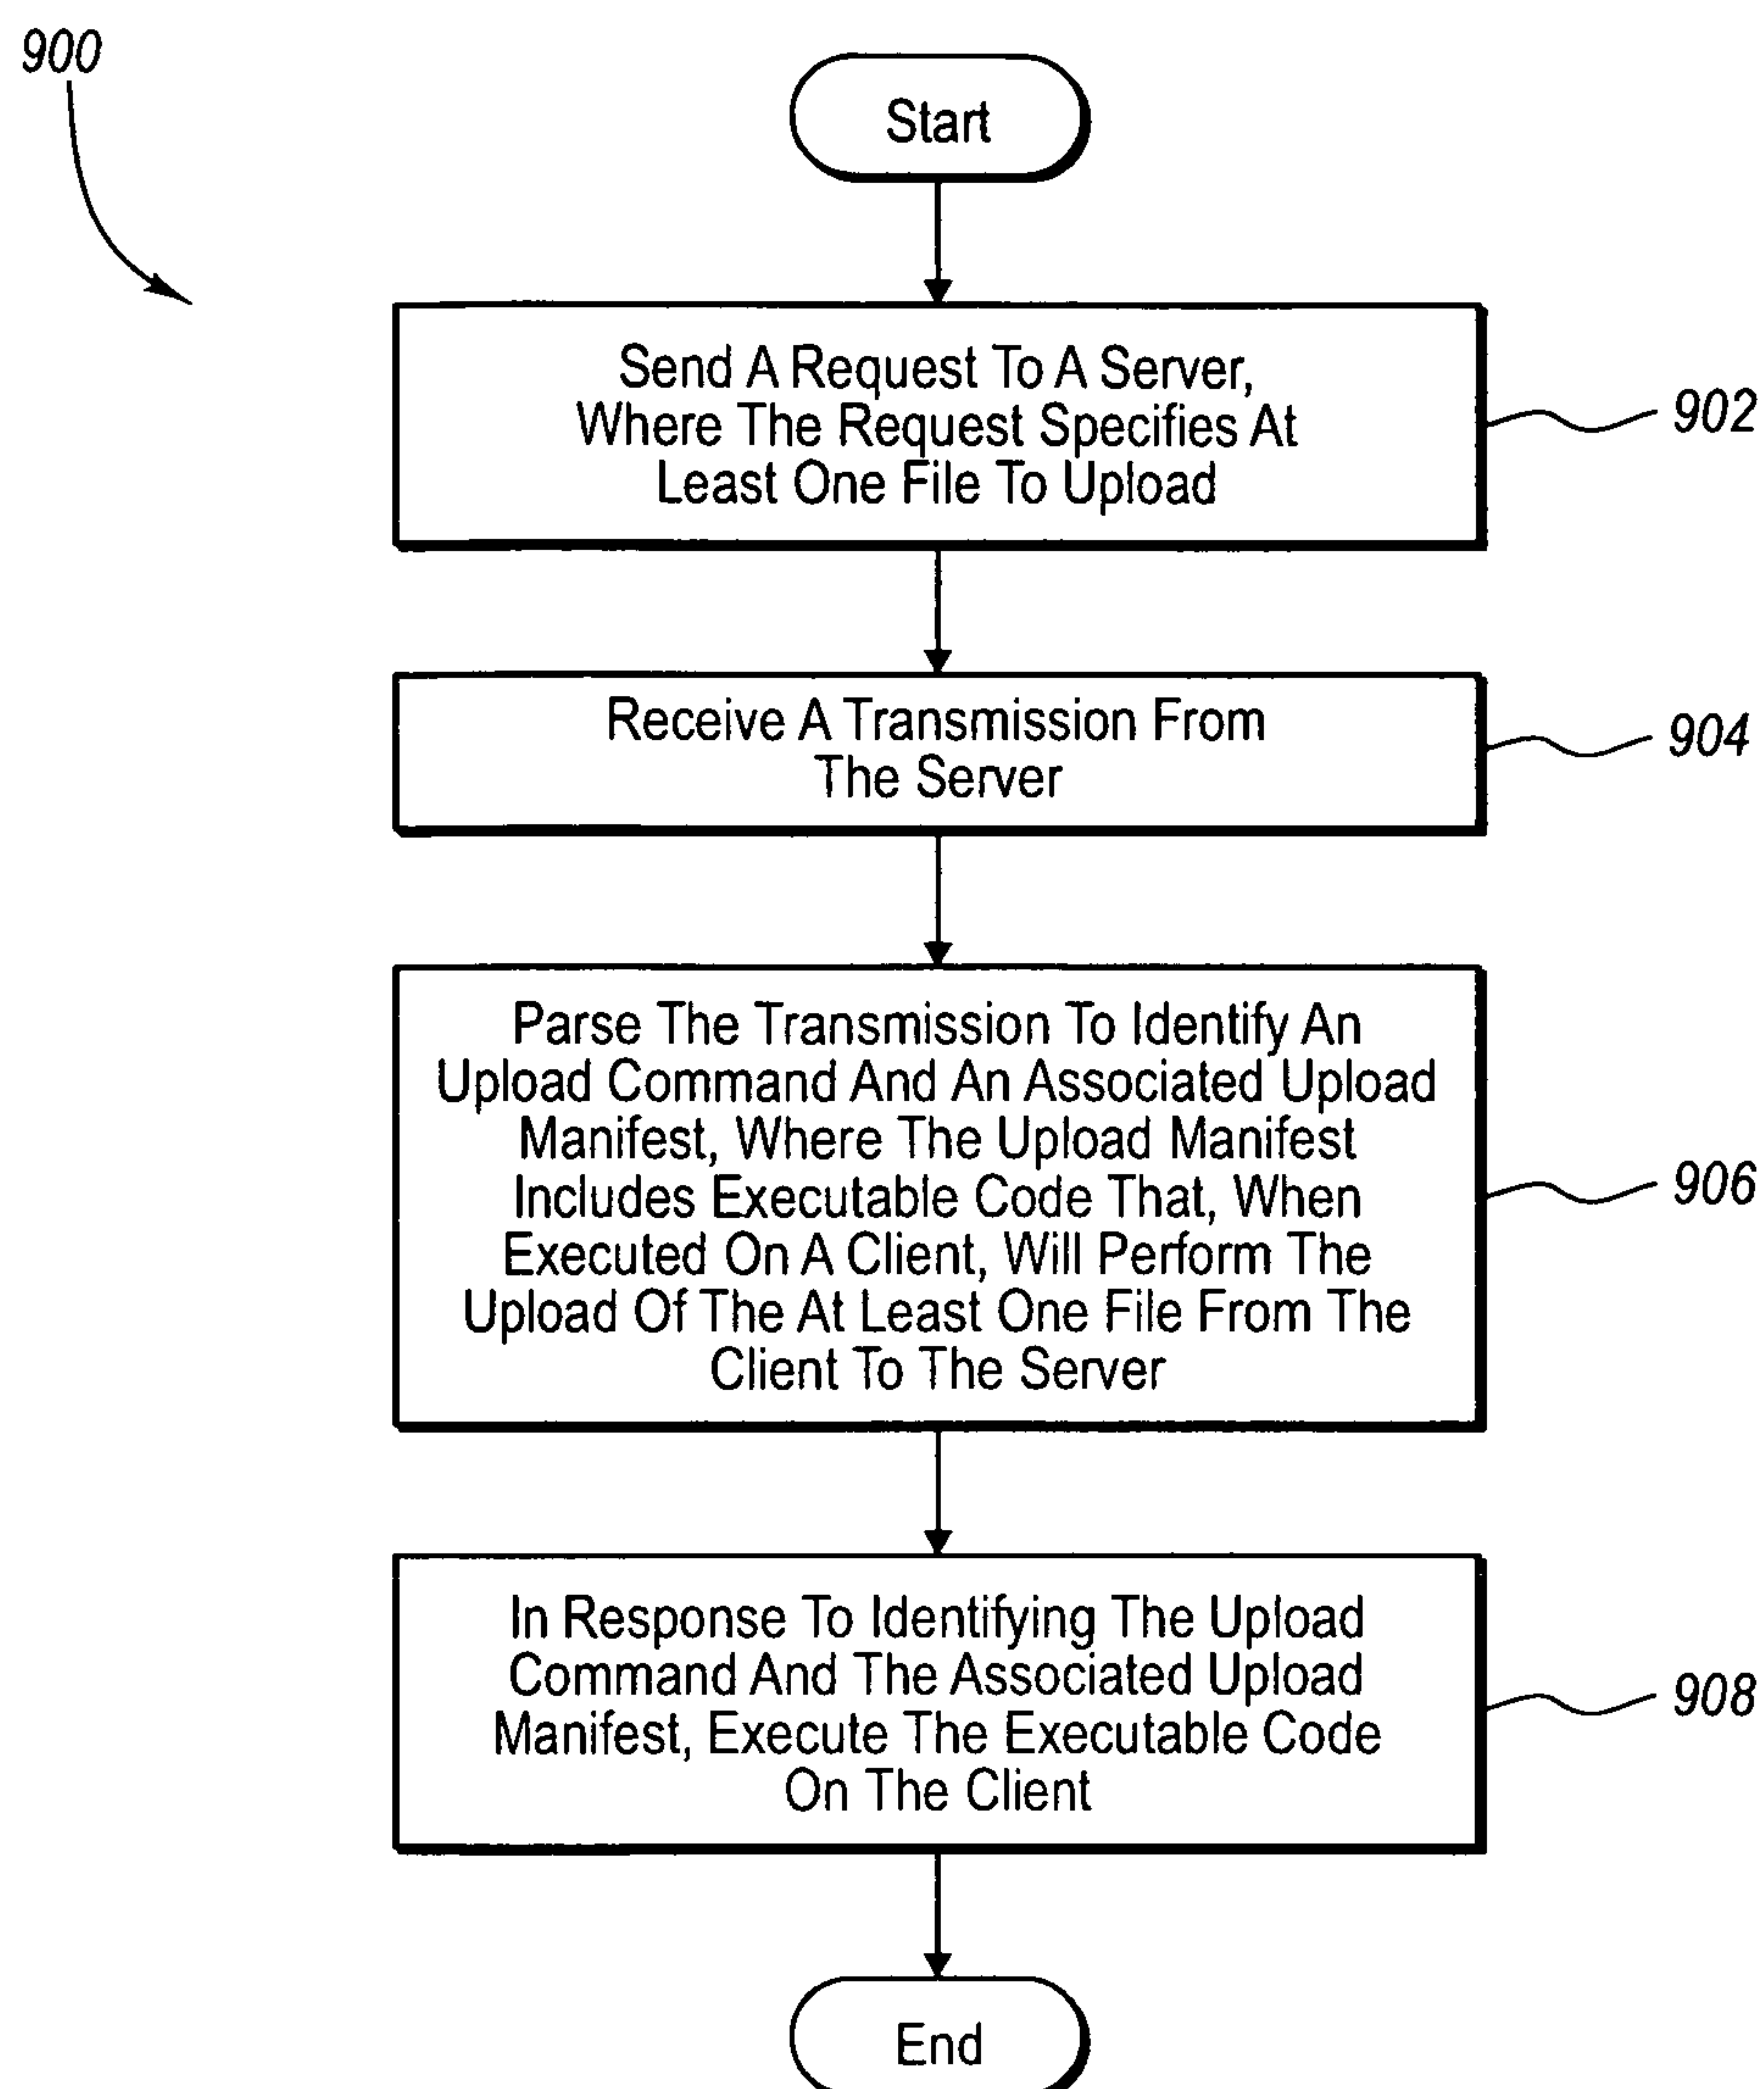 900
Start
Send A Request To A Server,
Where The Request Specifies At
Least One File To Upload
902
Receive A Transmission From
The Server
904
Parse The Transmission To Identify An
Upload Command And An Associated Upload
Manifest, Where The Upload Manifest
Includes Executable Code That, When
Executed On A Client, Will Perform The
Upload Of The At Least One File From The
Client To The Server
906
In Response To Identifying The Upload
Command And The Associated Upload
Manifest, Execute The Executable Code
On The Client
908
End